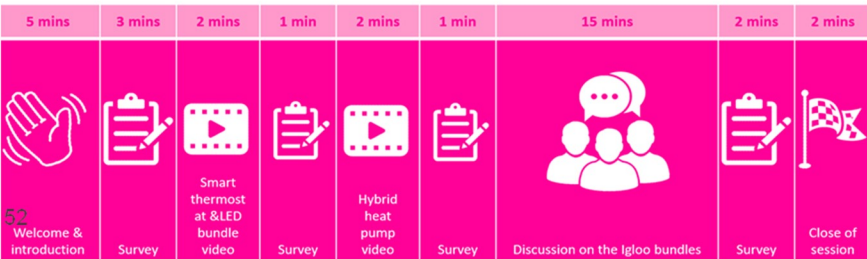 5 mins
3 mins
2 mins
1 min
2 mins
1 min
15 mins
2 mins
2 mins
52
Welcome &
introduction
Survey
Smart
thermost
at &LED
bundle
video
Survey
Hybrid
heat
pump
video
Survey
Discussion on the Igloo bundles
Survey
Close of
session